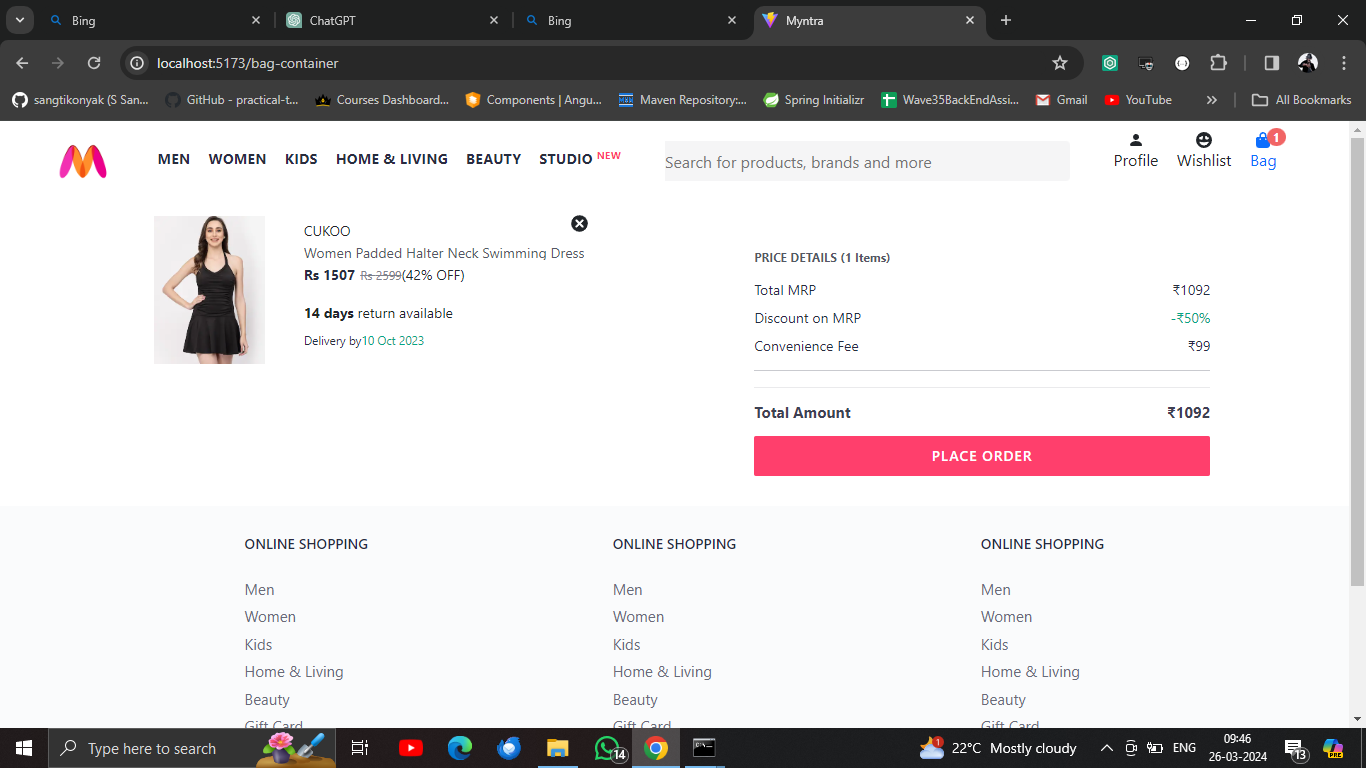 Bing
ChatGPT
Bing
Myntra
localhost:5173/bag-container
sangtikonyak (S San...
GitHub - practical-t...
Courses Dashboard...
Components | Angu...
Maven Repository:...
Spring Initializr
Wave35BackEndAssi...
Gmail
YouTube
All Bookmarks
MEN WOMEN KIDS HOME & LIVING BEAUTY STUDIO NEW
Search for products, brands and more
Profile
Wishlist
1
Bag
CUKOO
Women Padded Halter Neck Swimming Dress
Rs 1507 Rs 2599(42% OFF)
14 days return available
Delivery by10 Oct 2023
PRICE DETAILS (1 Items)
Total MRP ₹1092
Discount on MRP -₹50%
Convenience Fee ₹99
Total Amount ₹1092
PLACE ORDER
ONLINE SHOPPING ONLINE SHOPPING ONLINE SHOPPING
Men Men Men
Women Women Women
Kids Kids Kids
Home & Living Home & Living Home & Living
Beauty Beauty Beauty
Gift Card Gift Card Gift Card
Type here to search
14
1
22°C Mostly cloudy
ENG
09:46
26-03-2024
13
PRE